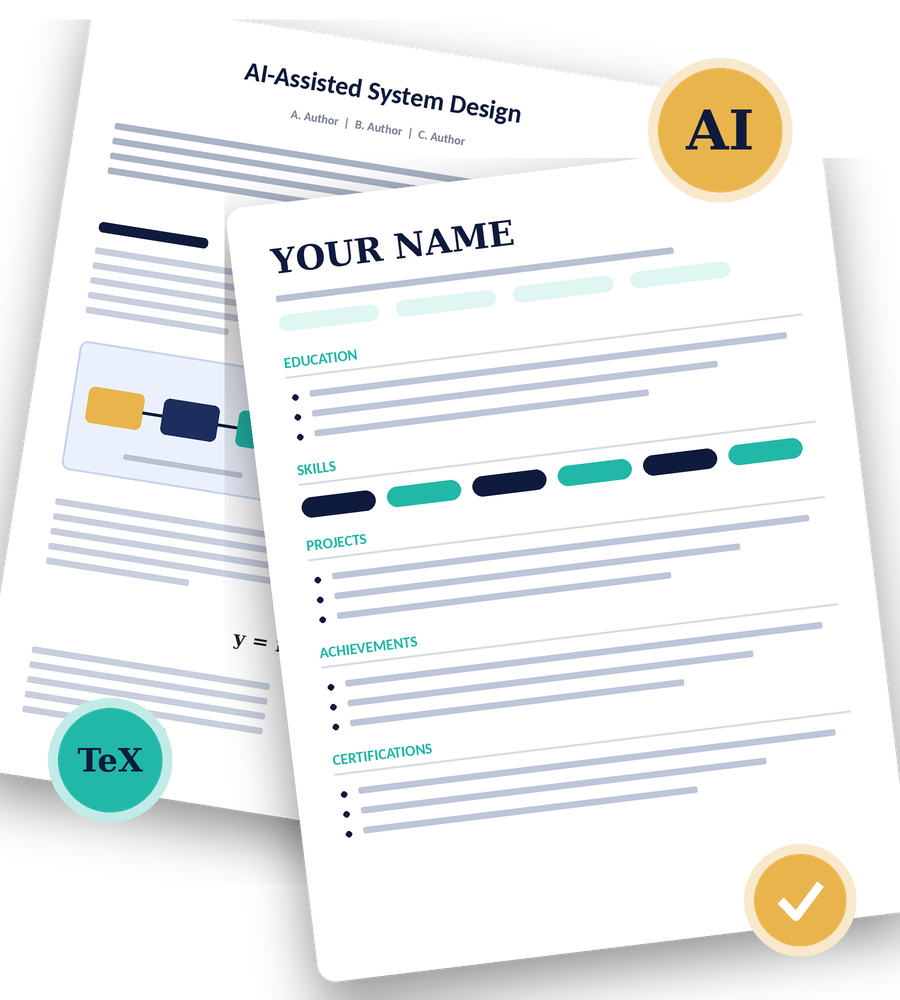 AI-Assisted System Design
A. Author | B. Author | C. Author
AI
YOUR NAME
EDUCATION
SKILLS
PROJECTS
y =
ACHIEVEMENTS
CERTIFICATIONS
TeX